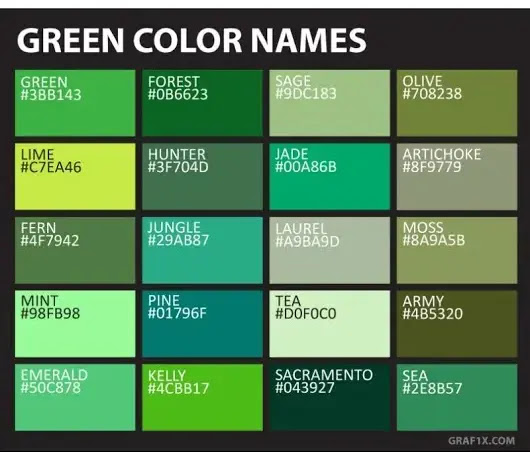 GREEN COLOR NAMES
GREEN
#3BB143
FOREST
#0B6623
SAGE
#9DC183
OLIVE
#708238
LIME
#C7EA46
HUNTER
#3F704D
JADE
#00A86B
ARTICHOKE
#8F9779
FERN
#4F7942
JUNGLE
#29AB87
LAUREL
#A9BA9D
MOSS
#8A9A5B
MINT
#98FB98
PINE
#01796F
TEA
#D0F0C0
ARMY
#4B5320
EMERALD
#50C878
KELLY
#4CBB17
SACRAMENTO
#043927
SEA
#2E8B57
GRAF1X.COM